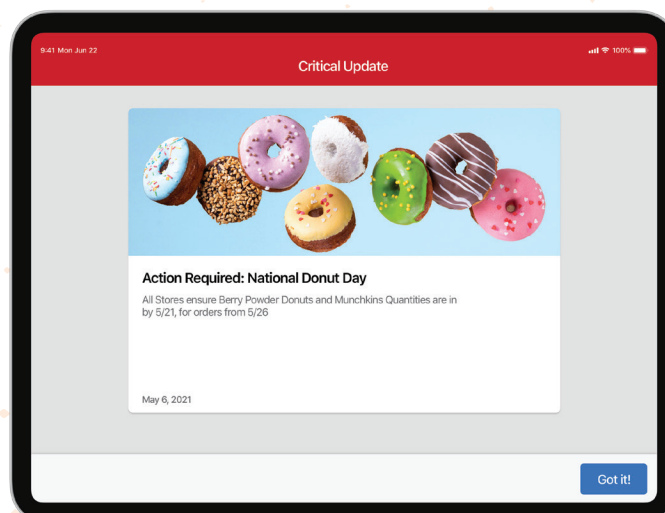 9:41 Mon Jun 22
100%
Critical Update
Action Required: National Donut Day
All Stores ensure Berry Powder Donuts and Munchkins Quantities are in
by 5/21, for orders from 5/26
May 6, 2021
Got it!